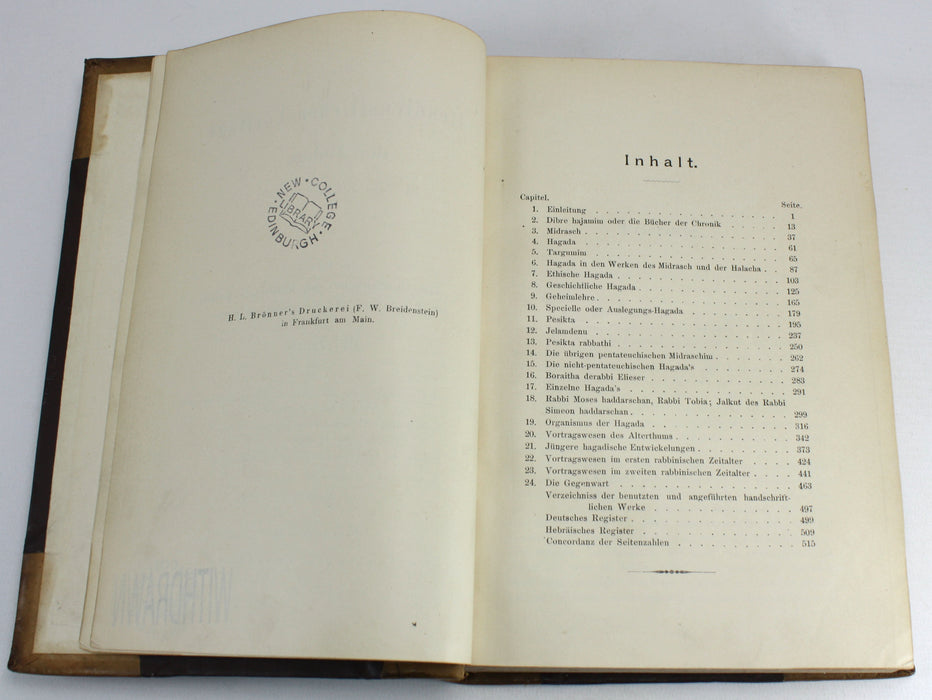 NEW · COLLEGE
LIBRARY
· EDINBURGH ·
H. L. Brönner's Druckerei (F. W. Breidenstein)
in Frankfurt am Main.
WITHDRAWN
Inhalt.
Capitel. Seite.
1. Einleitung . . . . . . . . . . . . . 1
2. Dibre hajamim oder die Bücher der Chronik . . . . 13
3. Midrasch . . . . . . . . . . . . . 37
4. Hagada . . . . . . . . . . . . . 61
5. Targumim . . . . . . . . . . . . . 65
6. Hagada in den Werken des Midrasch und der Halacha . . 87
7. Ethische Hagada . . . . . . . . . . . . 103
8. Geschichtliche Hagada . . . . . . . . . . 125
9. Geheimlehre . . . . . . . . . . . . . 165
10. Specielle oder Auslegungs-Hagada . . . . . . . 179
11. Pesikta . . . . . . . . . . . . . 195
12. Jelamdenu . . . . . . . . . . . . . 237
13. Pesikta rabbathi . . . . . . . . . . . 250
14. Die übrigen pentateuchischen Midraschim . . . . . 262
15. Die nicht-pentateuchischen Hagada's . . . . . . 274
16. Boraitha derabbi Elieser . . . . . . . . . 283
17. Einzelne Hagada's . . . . . . . . . . . 291
18. Rabbi Moses haddarschan, Rabbi Tobia; Jalkut des Rabbi
Simeon haddarschan . . . . . . . . . . . 299
19. Organismus der Hagada . . . . . . . . . . 316
20. Vortragswesen des Alterthums . . . . . . . . 342
21. Jüngere hagadische Entwickelungen . . . . . . 373
22. Vortragswesen im ersten rabbinischen Zeitalter . . . . 424
23. Vortragswesen im zweiten rabbinischen Zeitalter . . . . 441
24. Die Gegenwart . . . . . . . . . . . . 463
Verzeichniss der benutzten und angeführten handschrift-
lichen Werke . . . . . . . . . . . . 497
Deutsches Register . . . . . . . . . . . . 499
Hebräisches Register . . . . . . . . . . . 509
Concordanz der Seitenzahlen . . . . . . . . . 515